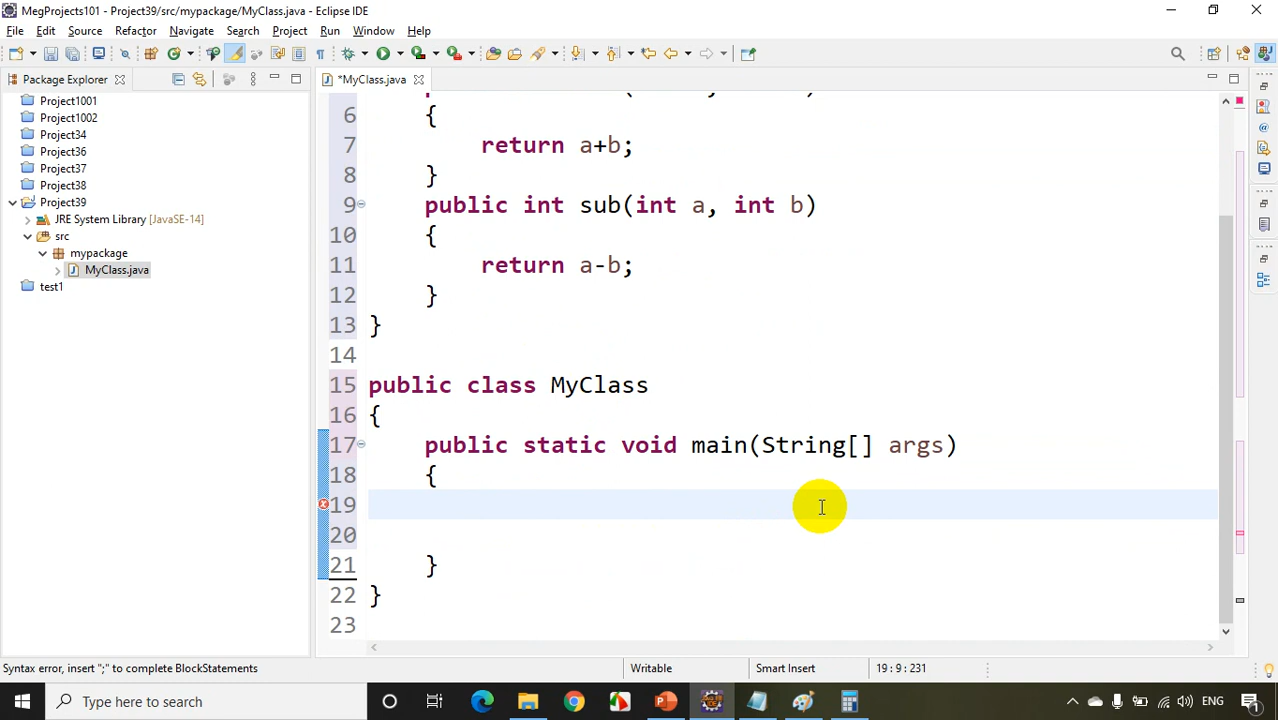 MegProjects101 - Project39/src/mypackage/MyClass.java - Eclipse IDE
File Edit Source Refactor Navigate Search Project Run Window Help
Package Explorer
*MyClass.java
Project1001
Project1002
Project34
Project36
Project37
Project38
Project39
JRE System Library [JavaSE-14]
src
mypackage
MyClass.java
test1
6 {
7 return a+b;
8 }
9 public int sub(int a, int b)
10 {
11 return a-b;
12 }
13 }
14
15 public class MyClass
16 {
17 public static void main(String[] args)
18 {
19
20
21 }
22 }
23
Syntax error, insert ";" to complete BlockStatements
Writable
Smart Insert
19 : 9 : 231
Type here to search
ENG